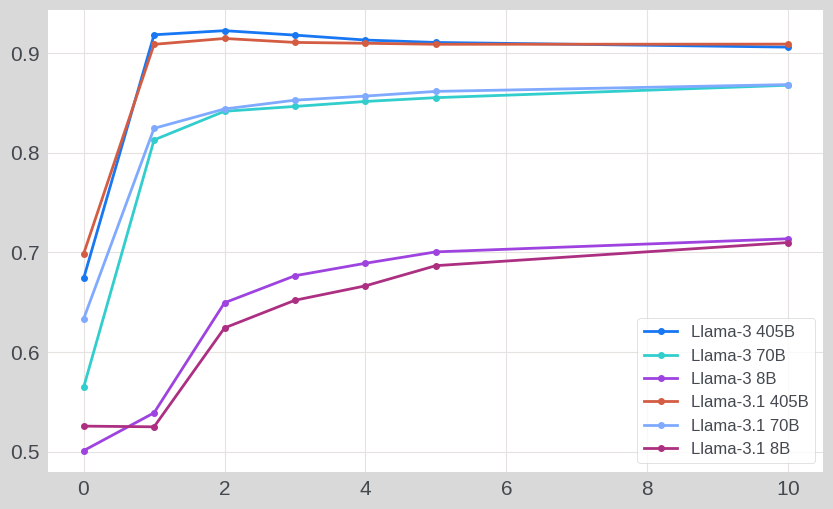 0.9
0.8
0.7
0.6
0.5
0 2 4 6 8 10
Llama-3 405B
Llama-3 70B
Llama-3 8B
Llama-3.1 405B
Llama-3.1 70B
Llama-3.1 8B